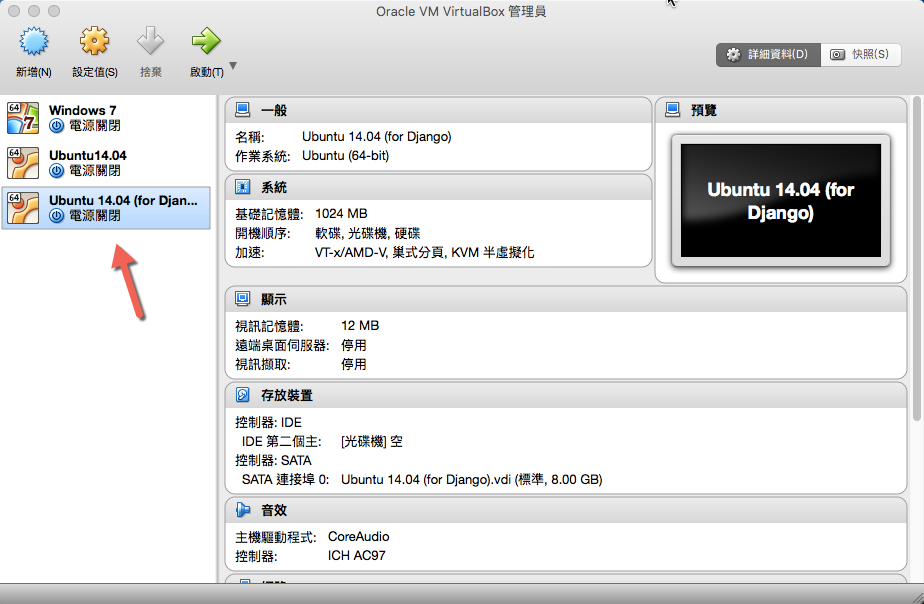 Oracle VM VirtualBox 管理員
新增(N) 設定值(S) 捨棄 啟動(T) 詳細資料(D) 快照(S)
64 7 Windows 7
電源關閉
64 Ubuntu14.04
電源關閉
64 Ubuntu 14.04 (for Djan...
電源關閉
一般
名稱: Ubuntu 14.04 (for Django)
作業系統: Ubuntu (64-bit)
系統
基礎記憶體: 1024 MB
開機順序: 軟碟, 光碟機, 硬碟
加速: VT-x/AMD-V, 巢式分頁, KVM 半虛擬化
預覽
Ubuntu 14.04 (for
Django)
顯示
視訊記憶體: 12 MB
遠端桌面伺服器: 停用
視訊擷取: 停用
存放裝置
控制器: IDE
IDE 第二個主: [光碟機] 空
控制器: SATA
SATA 連接埠 0: Ubuntu 14.04 (for Django).vdi (標準, 8.00 GB)
音效
主機驅動程式: CoreAudio
控制器: ICH AC97